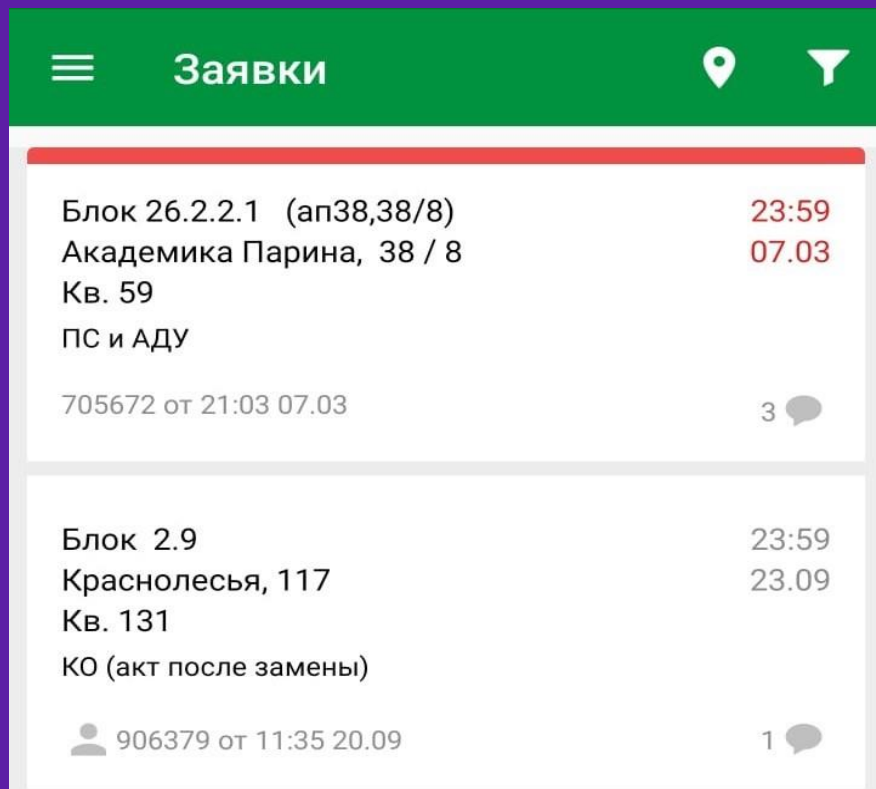 Заявки
Блок 26.2.2.1 (ап38,38/8)
23:59
Академика Парина, 38 / 8
07.03
Кв. 59
ПС и АДУ
705672 от 21:03 07.03
3
Блок 2.9
23:59
Краснолесья, 117
23.09
Кв. 131
КО (акт после замены)
906379 от 11:35 20.09
1